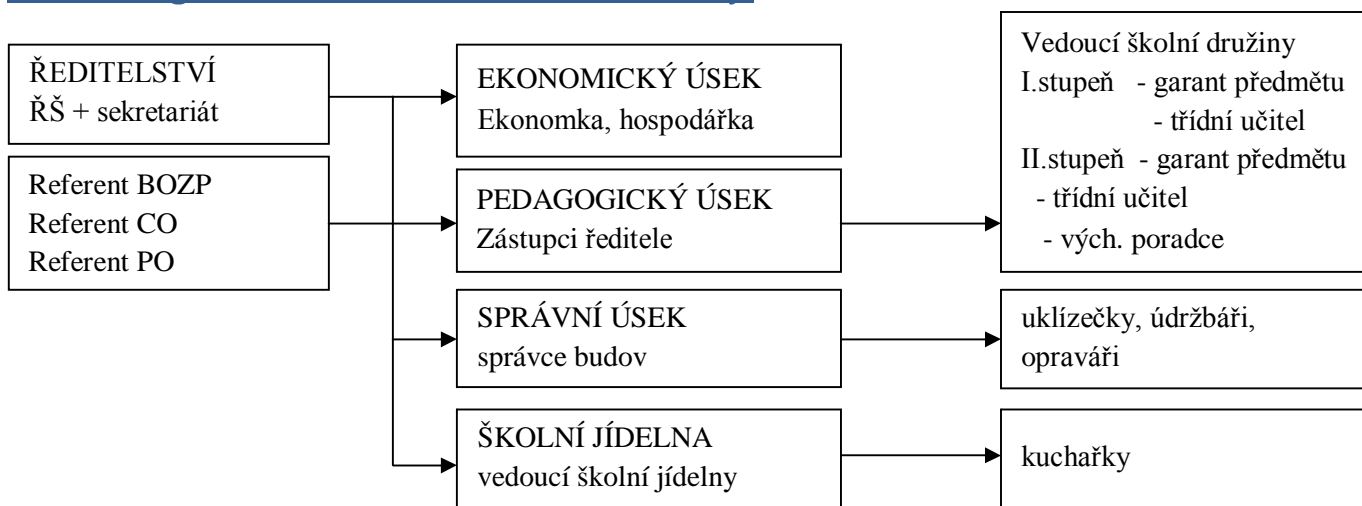 ŘEDITELSTVÍ
ŘŠ + sekretariát
Referent BOZP
Referent CO
Referent PO
EKONOMICKÝ ÚSEK
Ekonomka, hospodářka
PEDAGOGICKÝ ÚSEK
Zástupci ředitele
SPRÁVNÍ ÚSEK
správce budov
ŠKOLNÍ JÍDELNA
vedoucí školní jídelny
Vedoucí školní družiny
I.stupeň - garant předmětu
- třídní učitel
II.stupeň - garant předmětu
- třídní učitel
- vých. poradce
uklízečky, údržbáři,
opraváři
kuchařky